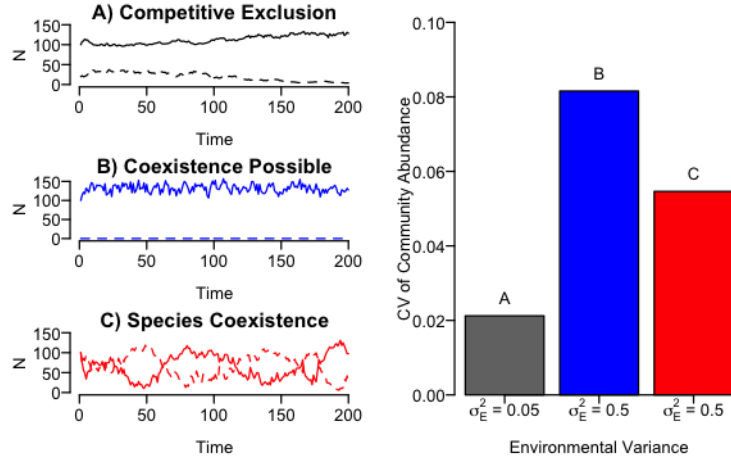 A) Competitive Exclusion
N
150
100
50
0
0 50 100 150 200
Time
B) Coexistence Possible
N
150
100
50
0
0 50 100 150 200
Time
C) Species Coexistence
N
150
100
50
0
0 50 100 150 200
Time
CV of Community Abundance
0.10
0.08
0.06
0.04
0.02
0.00
A
B
C
σ²E = 0.05 σ²E = 0.5 σ²E = 0.5
Environmental Variance